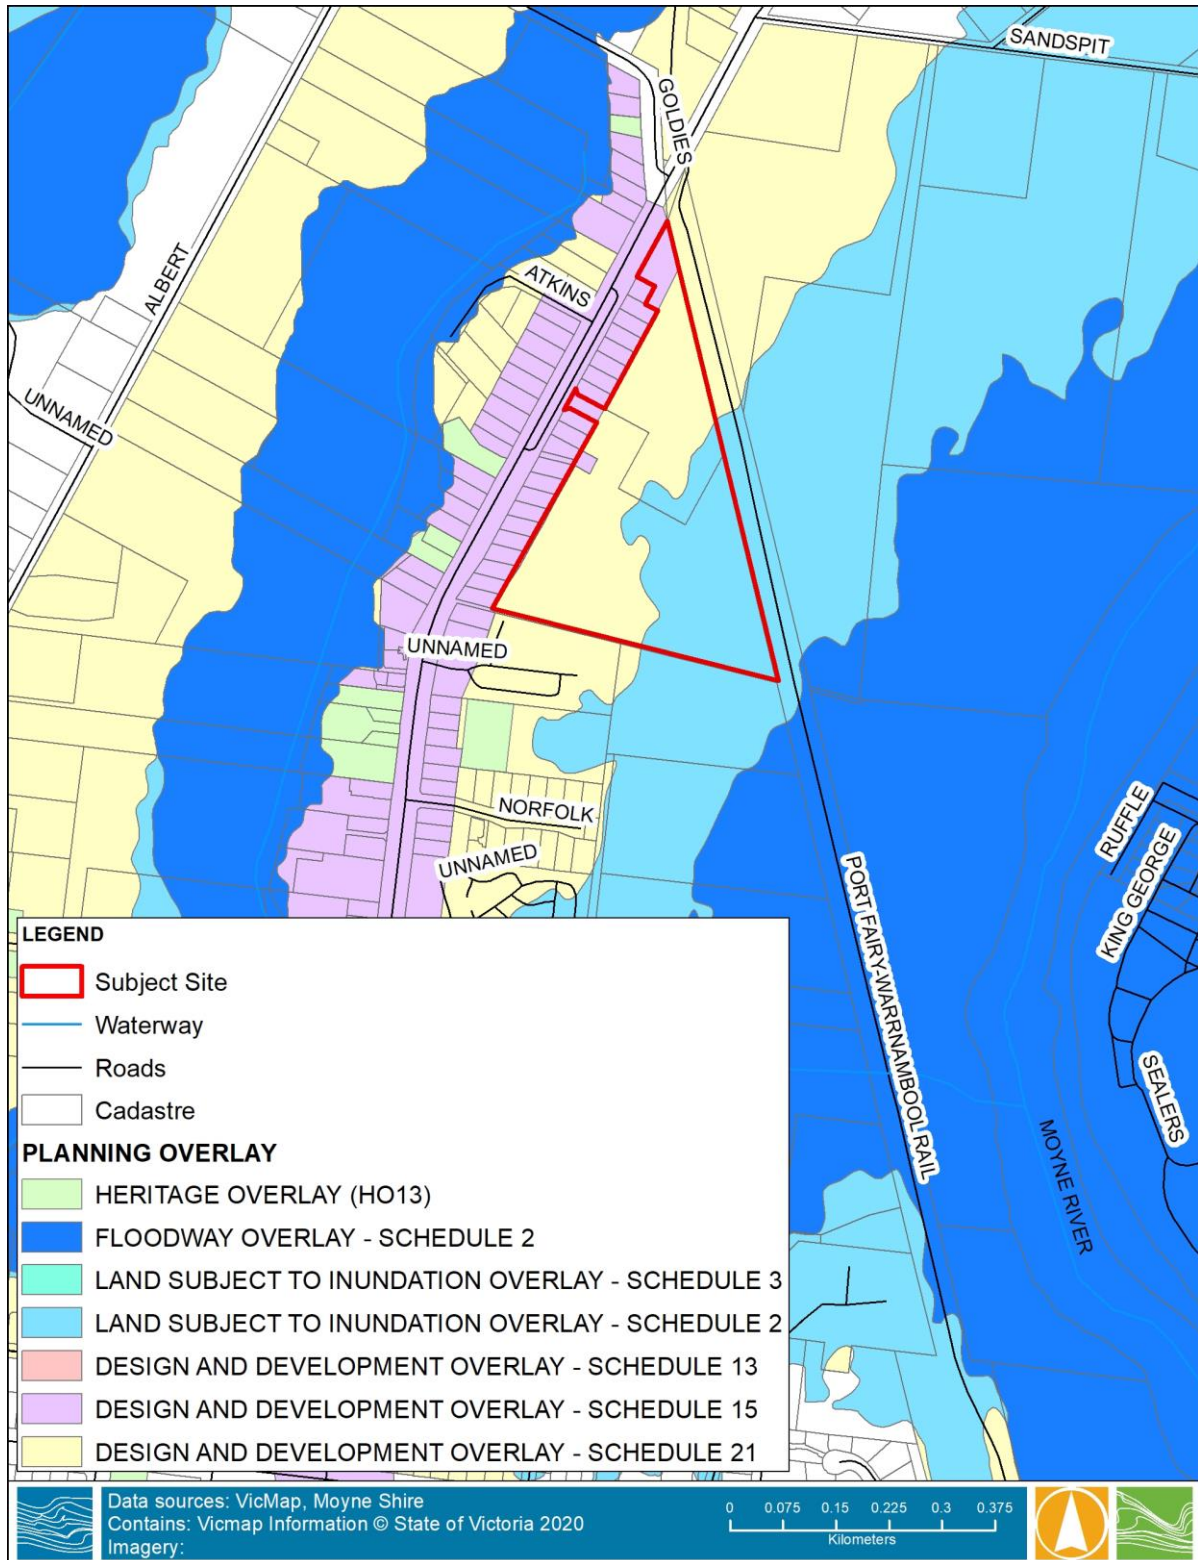 SANDSPIT
GOLDIES
ALBERT
ATKINS
UNNAMED
UNNAMED
NORFOLK
UNNAMED
RUFFLE
KING GEORGE
PORT FAIRY-WARRNAMBOOL RAIL
SEALERS
MOYNE RIVER
LEGEND
Subject Site
Waterway
Roads
Cadastre
PLANNING OVERLAY
HERITAGE OVERLAY (HO13)
FLOODWAY OVERLAY - SCHEDULE 2
LAND SUBJECT TO INUNDATION OVERLAY - SCHEDULE 3
LAND SUBJECT TO INUNDATION OVERLAY - SCHEDULE 2
DESIGN AND DEVELOPMENT OVERLAY - SCHEDULE 13
DESIGN AND DEVELOPMENT OVERLAY - SCHEDULE 15
DESIGN AND DEVELOPMENT OVERLAY - SCHEDULE 21
Data sources: VicMap, Moyne Shire
Contains: Vicmap Information © State of Victoria 2020
Imagery:
0 0.075 0.15 0.225 0.3 0.375
Kilometers